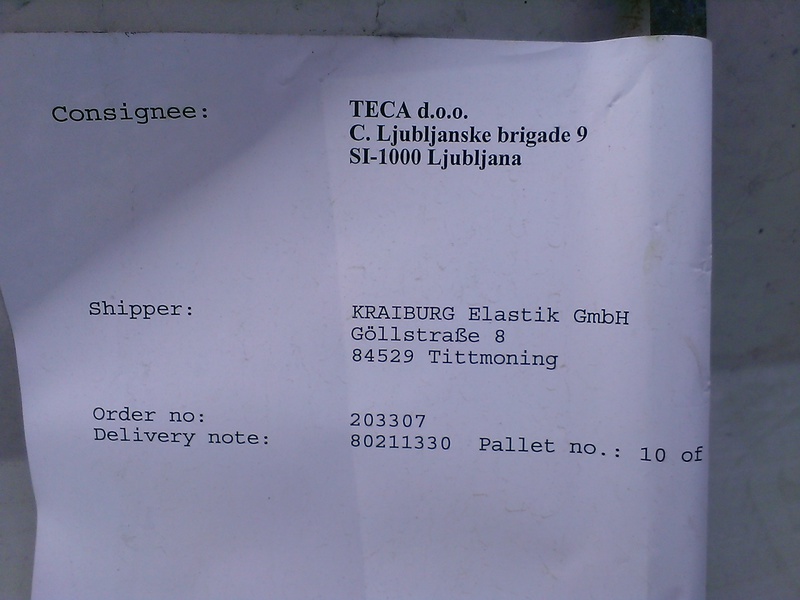 Consignee: TECA d.o.o.
C. Ljubljanske brigade 9
SI-1000 Ljubljana
Shipper: KRAIBURG Elastik GmbH
Göllstraße 8
84529 Tittmoning
Order no: 203307
Delivery note: 80211330 Pallet no.: 10 of